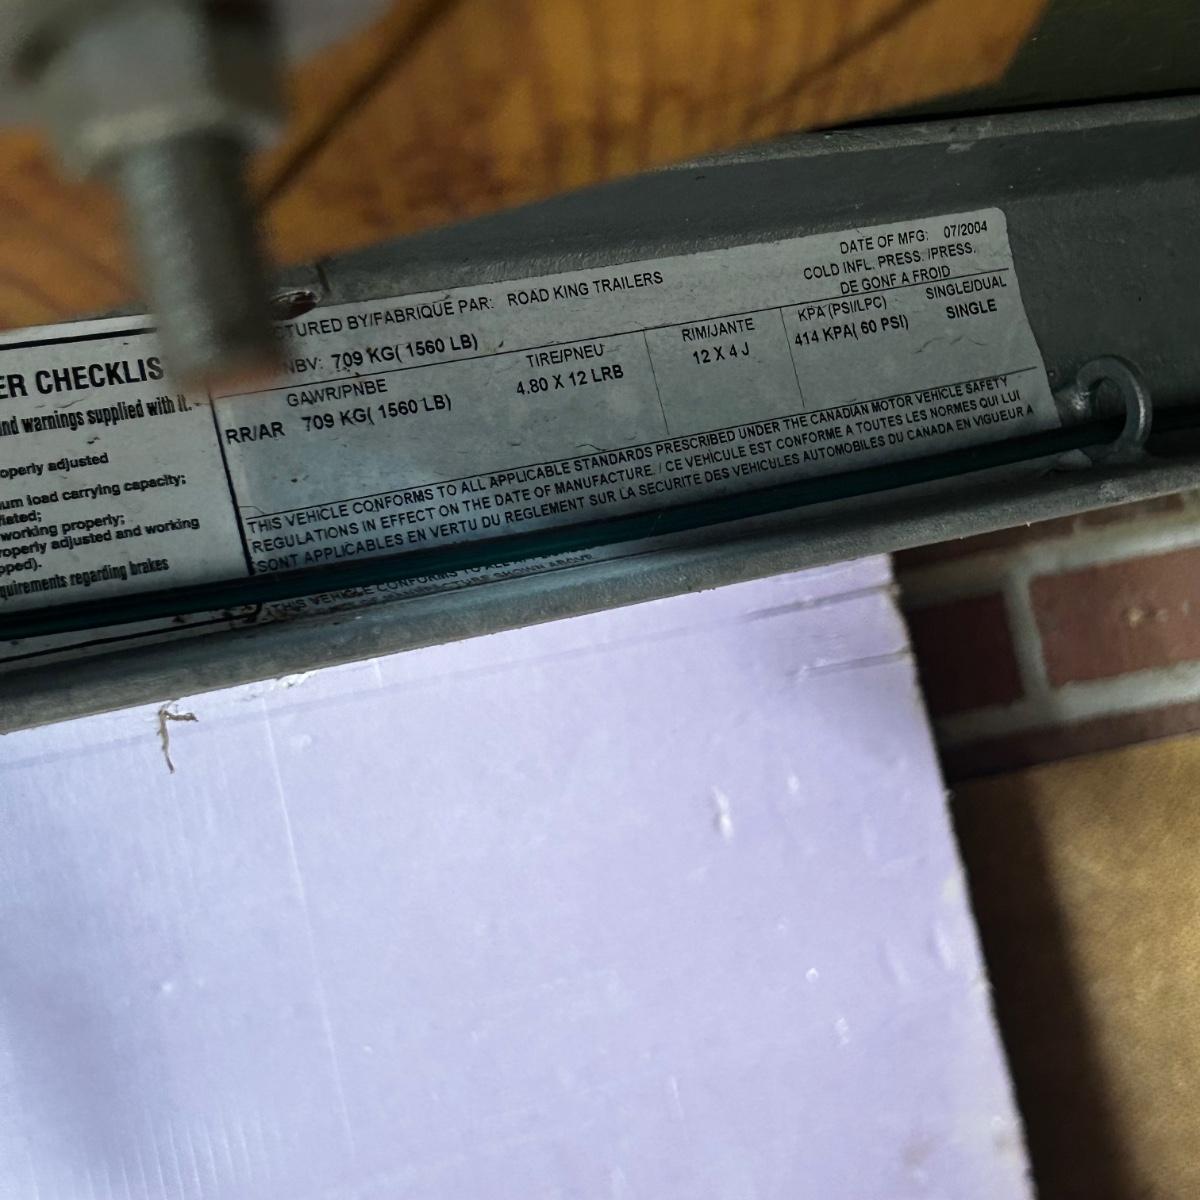 DATE OF MFG: 07/2004
COLD INFL. PRESS. /PRESS.
DE GONF A FROID
CTURED BY/FABRIQUE PAR: ROAD KING TRAILERS
NBV: 709 KG( 1560 LB)
GAWR/PNBE TIRE/PNEU RIM/JANTE KPA (PSI/LPC) SINGLE/DUAL
RR/AR 709 KG( 1560 LB) 4.80 X 12 LRB 12 X 4 J 414 KPA( 60 PSI) SINGLE
THIS VEHICLE CONFORMS TO ALL APPLICABLE STANDARDS PRESCRIBED UNDER THE CANADIAN MOTOR VEHICLE SAFETY
REGULATIONS IN EFFECT ON THE DATE OF MANUFACTURE. / CE VEHICULE EST CONFORME A TOUTES LES NORMES QUI LUI
SONT APPLICABLES EN VERTU DU REGLEMENT SUR LA SECURITE DES VEHICULES AUTOMOBILES DU CANADA EN VIGUEUR A
THIS VEHICLE CONFORMS TO ALL
SHOWN ABOVE
ER CHECKLIS
and warnings supplied with it.
operly adjusted
um load carrying capacity;
flated;
working properly;
roperly adjusted and working
pped).
quirements regarding brakes